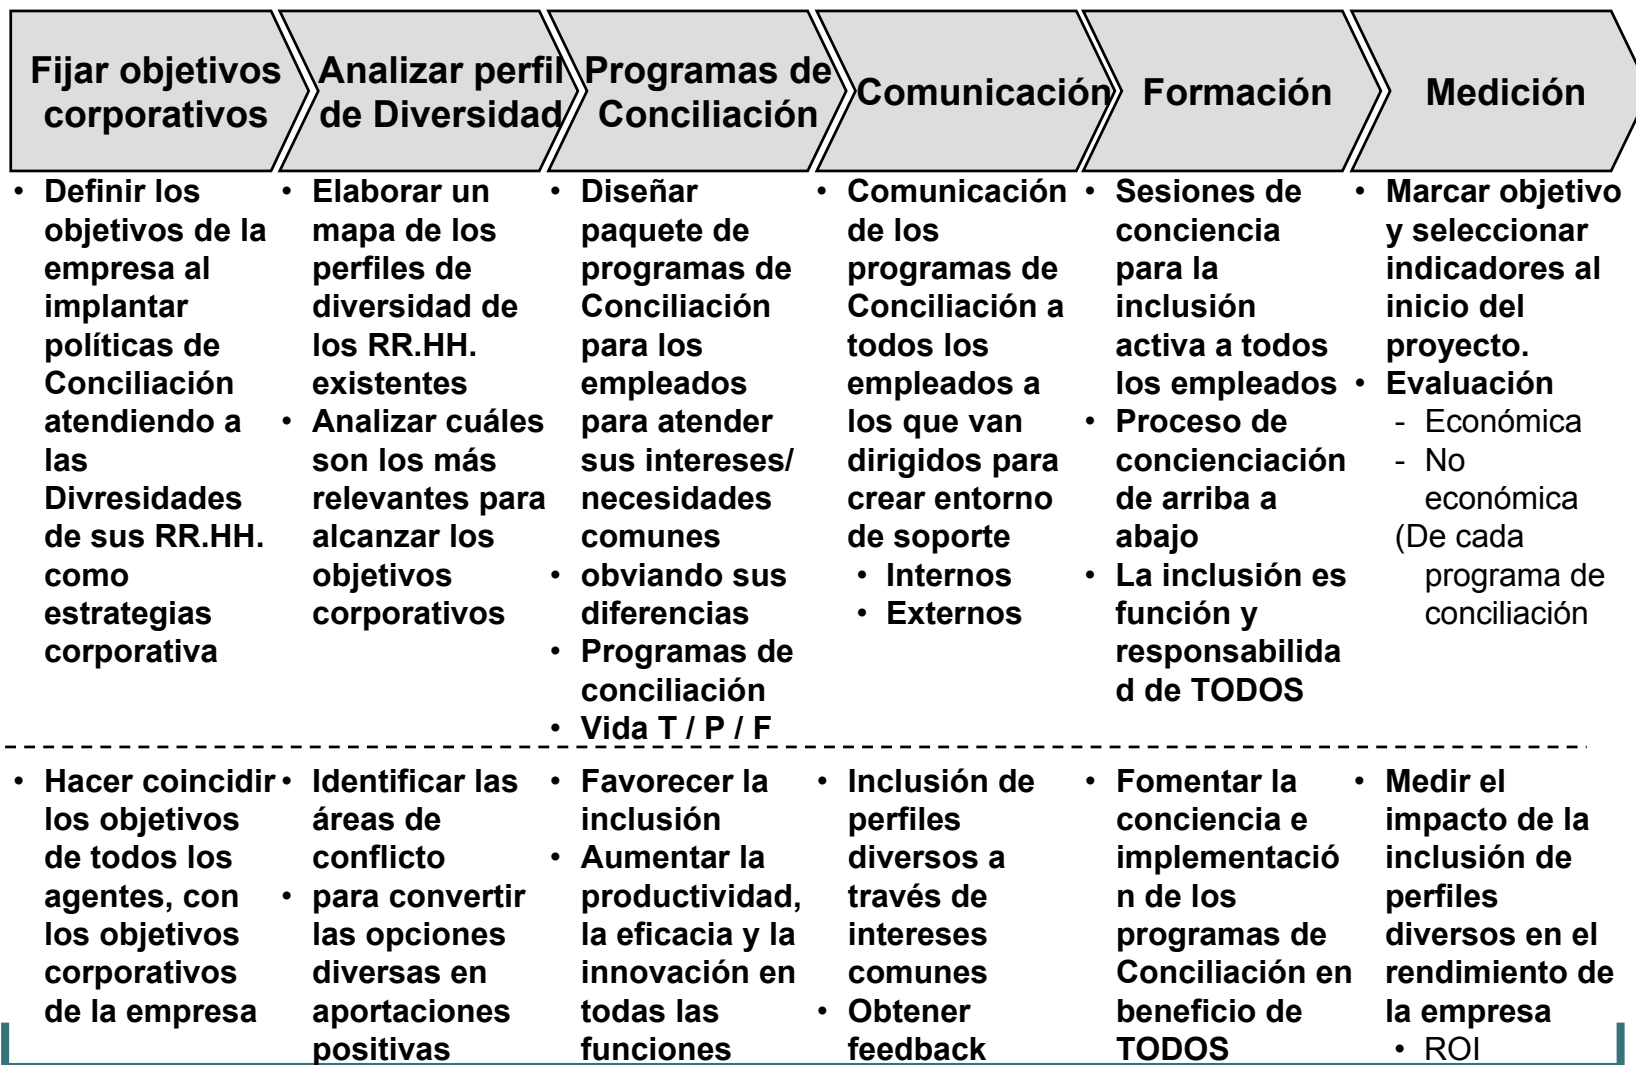 Fijar objetivos
corporativos
Analizar perfil
de Diversidad
Programas de
Conciliación
Comunicación
Formación
Medición
• Definir los
objetivos de la
empresa al
implantar
políticas de
Conciliación
atendiendo a
las
Divresidades
de sus RR.HH.
como
estrategias
corporativa
• Elaborar un
mapa de los
perfiles de
diversidad de
los RR.HH.
existentes
• Analizar cuáles
son los más
relevantes para
alcanzar los
objetivos
corporativos
• Diseñar
paquete de
programas de
Conciliación
para los
empleados
para atender
sus intereses/
necesidades
comunes
• obviando sus
diferencias
• Programas de
conciliación
• Vida T / P / F
• Comunicación
de los
programas de
Conciliación a
todos los
empleados a
los que van
dirigidos para
crear entorno
de soporte
• Internos
• Externos
• Sesiones de
conciencia
para la
inclusión
activa a todos
los empleados
• Proceso de
concienciación
de arriba a
abajo
• La inclusión es
función y
responsabilida
d de TODOS
• Marcar objetivo
y seleccionar
indicadores al
inicio del
proyecto.
• Evaluación
- Económica
- No
económica
(De cada
programa de
conciliación
• Hacer coincidir
los objetivos
de todos los
agentes, con
los objetivos
corporativos
de la empresa
• Identificar las
áreas de
conflicto
• para convertir
las opciones
diversas en
aportaciones
positivas
• Favorecer la
inclusión
• Aumentar la
productividad,
la eficacia y la
innovación en
todas las
funciones
• Inclusión de
perfiles
diversos a
través de
intereses
comunes
• Obtener
feedback
• Fomentar la
conciencia e
implementació
n de los
programas de
Conciliación en
beneficio de
TODOS
• Medir el
impacto de la
inclusión de
perfiles
diversos en el
rendimiento de
la empresa
• ROI